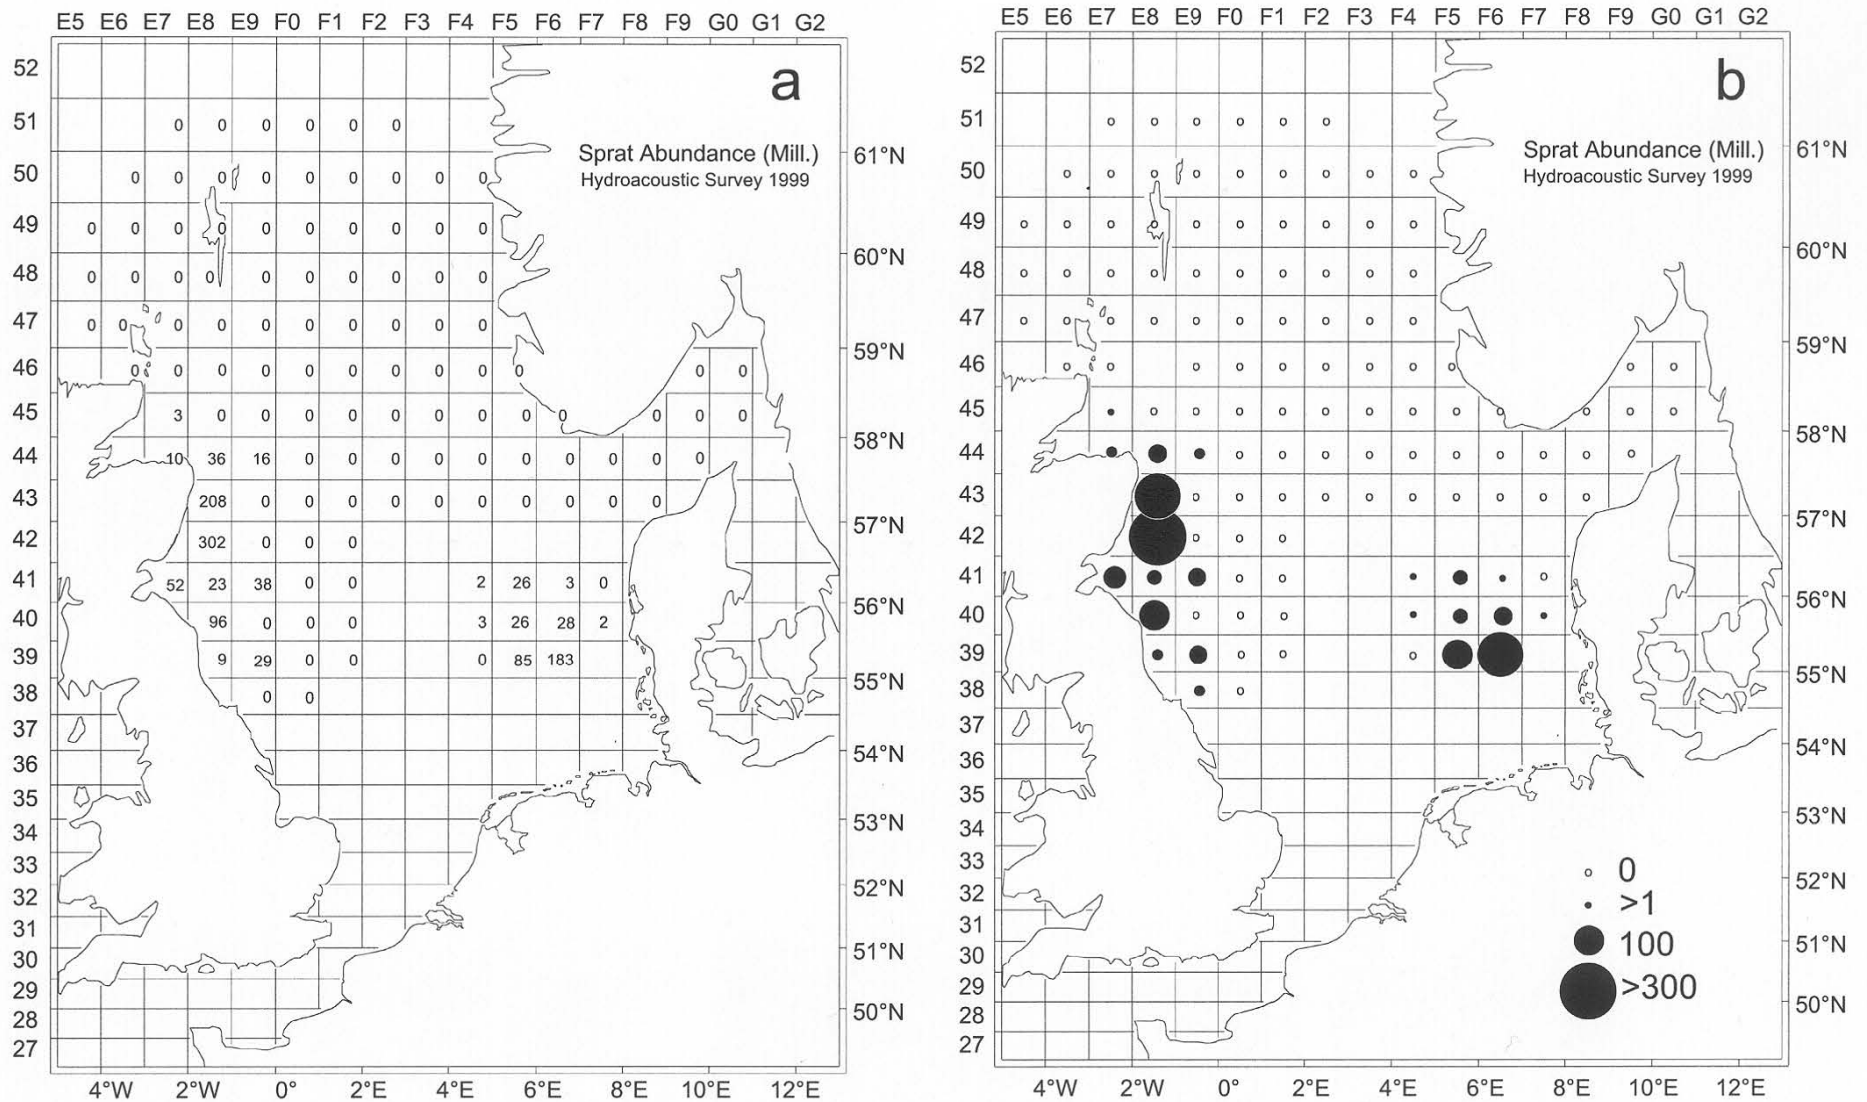 E5 E6 E7 E8 E9 F0 F1 F2 F3 F4 F5 F6 F7 F8 F9 G0 G1 G2
a
Sprat Abundance (Mill.)
Hydroacoustic Survey 1999
52
51 0 0 0 0 0 0
61°N
50 0 0 0 0 0 0 0 0 0
49 0 0 0 0 0 0 0 0 0 0
60°N
48 0 0 0 0 0 0 0 0 0 0
47 0 0 0 0 0 0 0 0 0 0
59°N
46 0 0 0 0 0 0 0 0 0 0 0 0
45 3 0 0 0 0 0 0 0 0 0 0 0 0
58°N
44 10 36 16 0 0 0 0 0 0 0 0 0 0
43 208 0 0 0 0 0 0 0 0 0 0
57°N
42 302 0 0 0
41 52 23 38 0 0 2 26 3 0
56°N
40 96 0 0 0 3 26 28 2
39 9 29 0 0 0 85 183
55°N
38 0 0
37
54°N
36
35
53°N
34
33
52°N
32
31
51°N
30
29
50°N
28
27
4°W 2°W 0° 2°E 4°E 6°E 8°E 10°E 12°E
E5 E6 E7 E8 E9 F0 F1 F2 F3 F4 F5 F6 F7 F8 F9 G0 G1 G2
b
Sprat Abundance (Mill.)
Hydroacoustic Survey 1999
52
51
61°N
50
49
60°N
48
47
59°N
46
45
58°N
44
43
57°N
42
41
56°N
40
39
55°N
38
37
54°N
36
35
53°N
34
33
52°N
32
31
51°N
30
29
50°N
28
27
0
>1
100
>300
4°W 2°W 0° 2°E 4°E 6°E 8°E 10°E 12°E